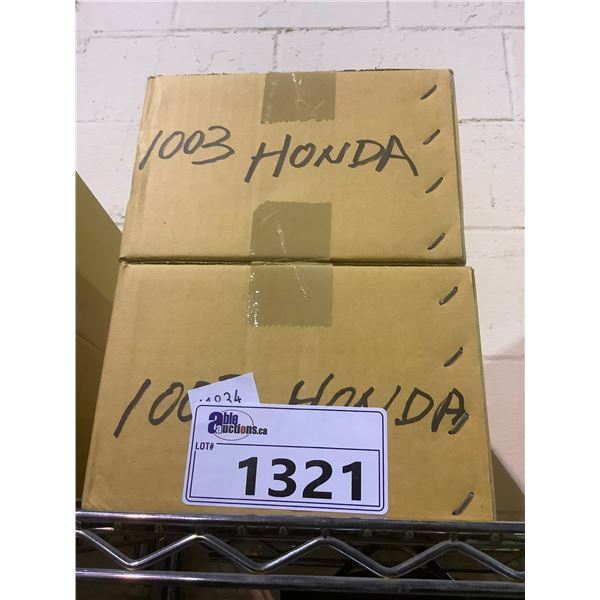 1003 HONDA
HONDA
able
auctions.ca
LOT#
1321